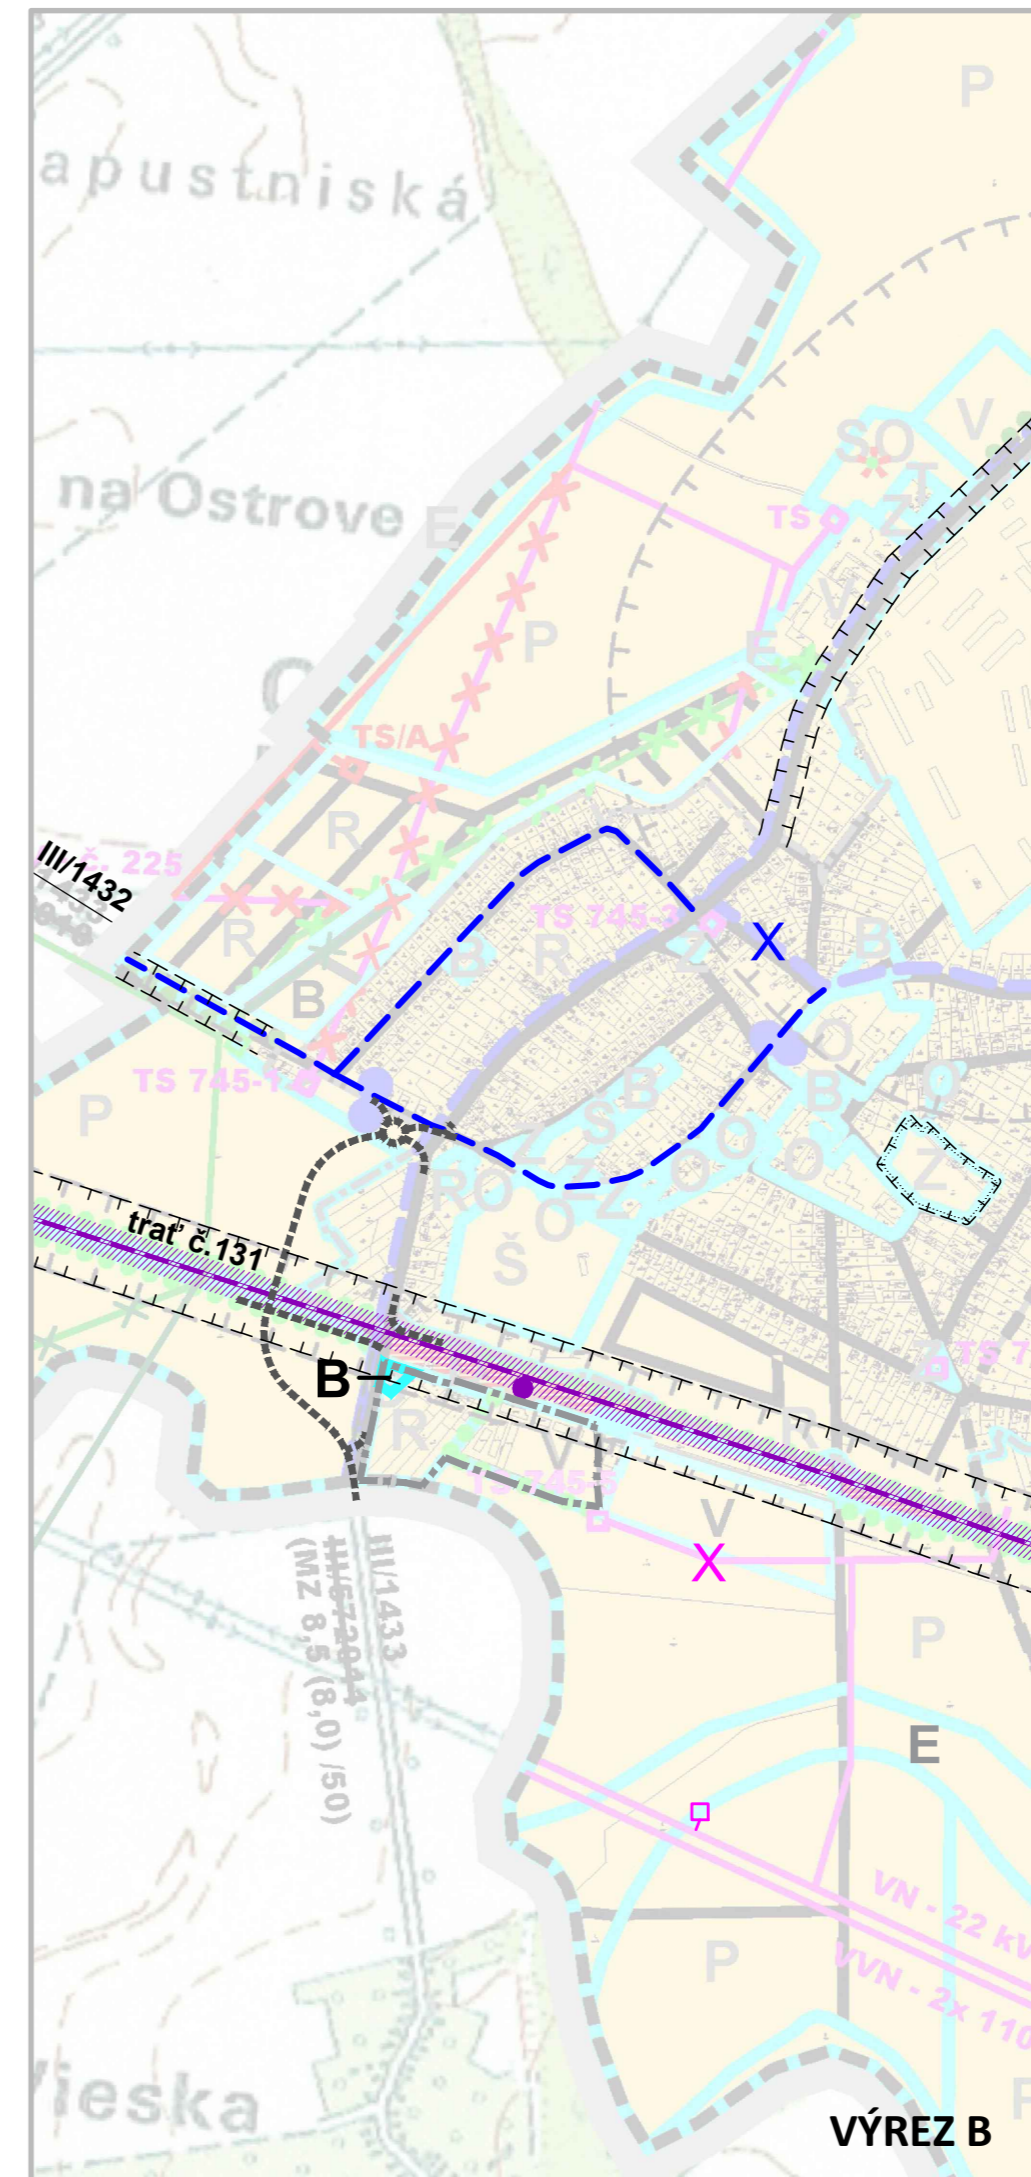 P
apustniská
V
SO
T
na Ostrove
E
Z
TS
V
P
E
TS/A
R
č. 225
III/1432
TS 745-3
X
R
B
R
B
Z
B
O
TS 745-1
B
O
P
B
Š
O
Z
O
Z
R
O
Z
O
O
Z
trať č.131
Š
B
R
R
V
TS 745-5
V
X
III/1433
(MZ 8,5 (8,0) /50)
P
E
VN - 22 kV
P
VVN - 2x 110
P
Vieska
VÝREZ B